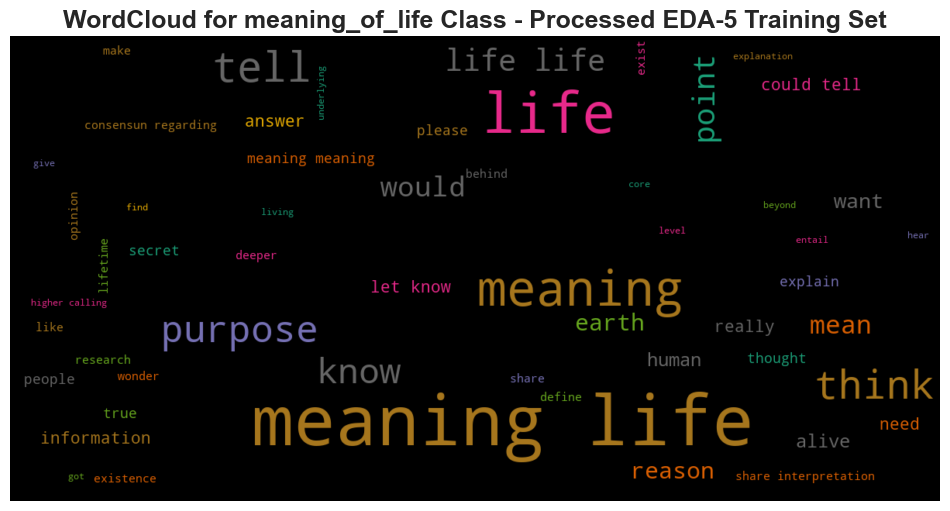 WordCloud for meaning_of_life Class - Processed EDA-5 Training Set
make
tell
life life
exist
explanation
underlying
point
could tell
life
consensun regarding
answer
please
meaning meaning
give
behind
would
core
opinion
find
living
beyond
want
level
entail
hear
lifetime
secret
deeper
let know
meaning
explain
higher calling
like
purpose
earth
really
mean
research
people
wonder
know
share
human
thought
think
define
true
meaning life
need
information
alive
got
existence
reason
share interpretation